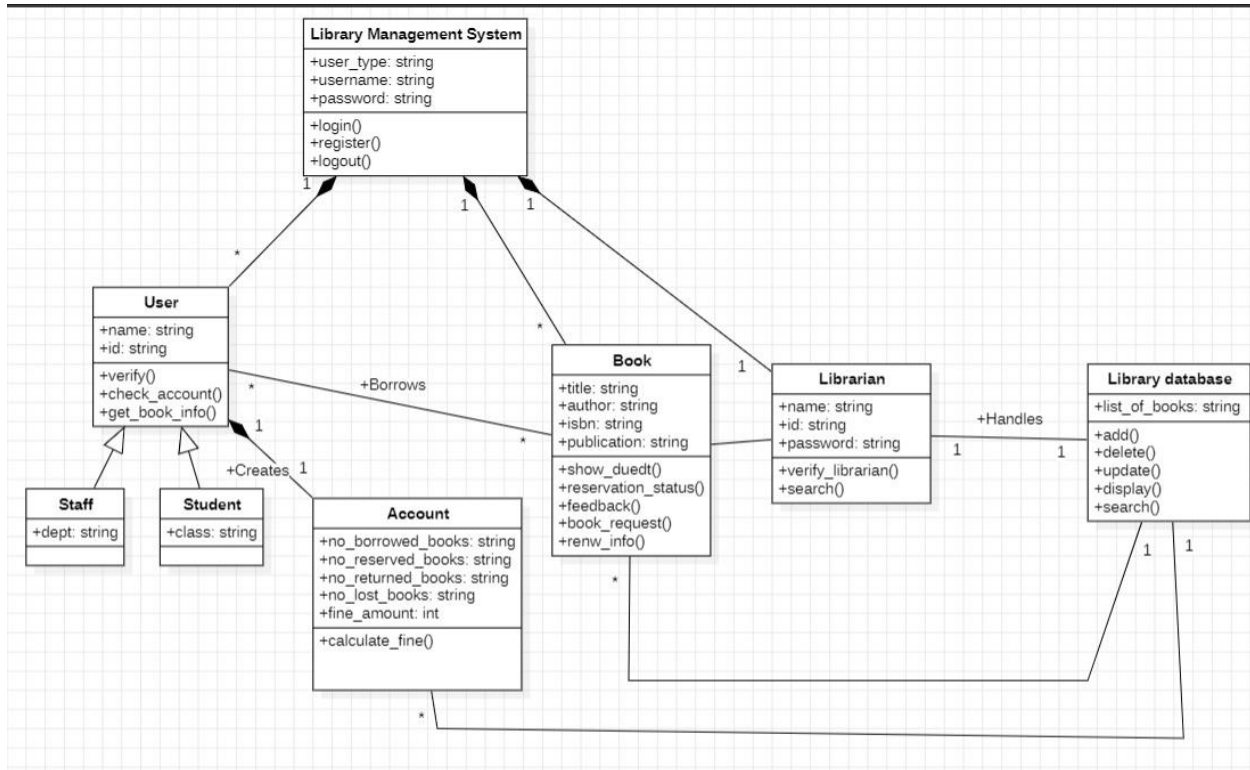 Library Management System
+user_type: string
+username: string
+password: string
+login()
+register()
+logout()
1
1
1
*
*
1
User
+name: string
+id: string
+verify()
+check_account()
+get_book_info()
*
+Borrows
*
1
+Creates
1
Book
+title: string
+author: string
+isbn: string
+publication: string
+show_duedt()
+reservation_status()
+feedback()
+book_request()
+renw_info()
*
Librarian
+name: string
+id: string
+password: string
+verify_librarian()
+search()
+Handles
1
1
Library database
+list_of_books: string
+add()
+delete()
+update()
+display()
+search()
1
1
Staff
+dept: string
Student
+class: string
Account
+no_borrowed_books: string
+no_reserved_books: string
+no_returned_books: string
+no_lost_books: string
+fine_amount: int
+calculate_fine()
*